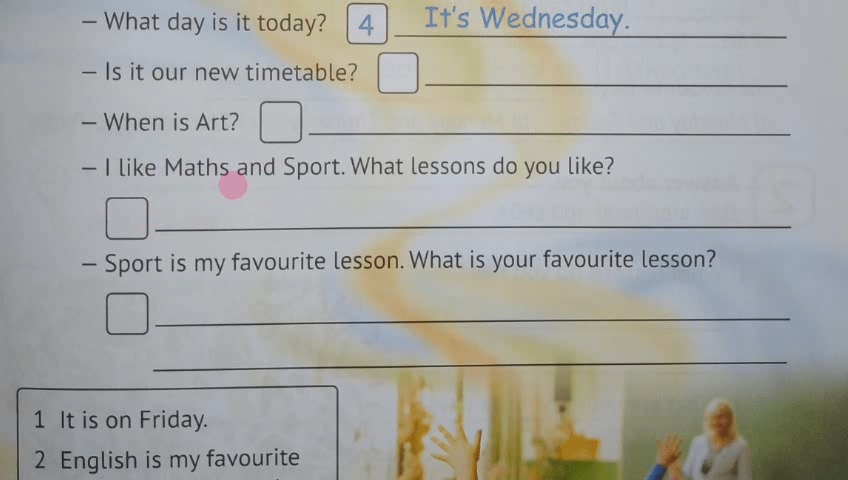 – What day is it today? 4 It's Wednesday.
– Is it our new timetable?
– When is Art?
– I like Maths and Sport. What lessons do you like?
– Sport is my favourite lesson. What is your favourite lesson?
1 It is on Friday.
2 English is my favourite